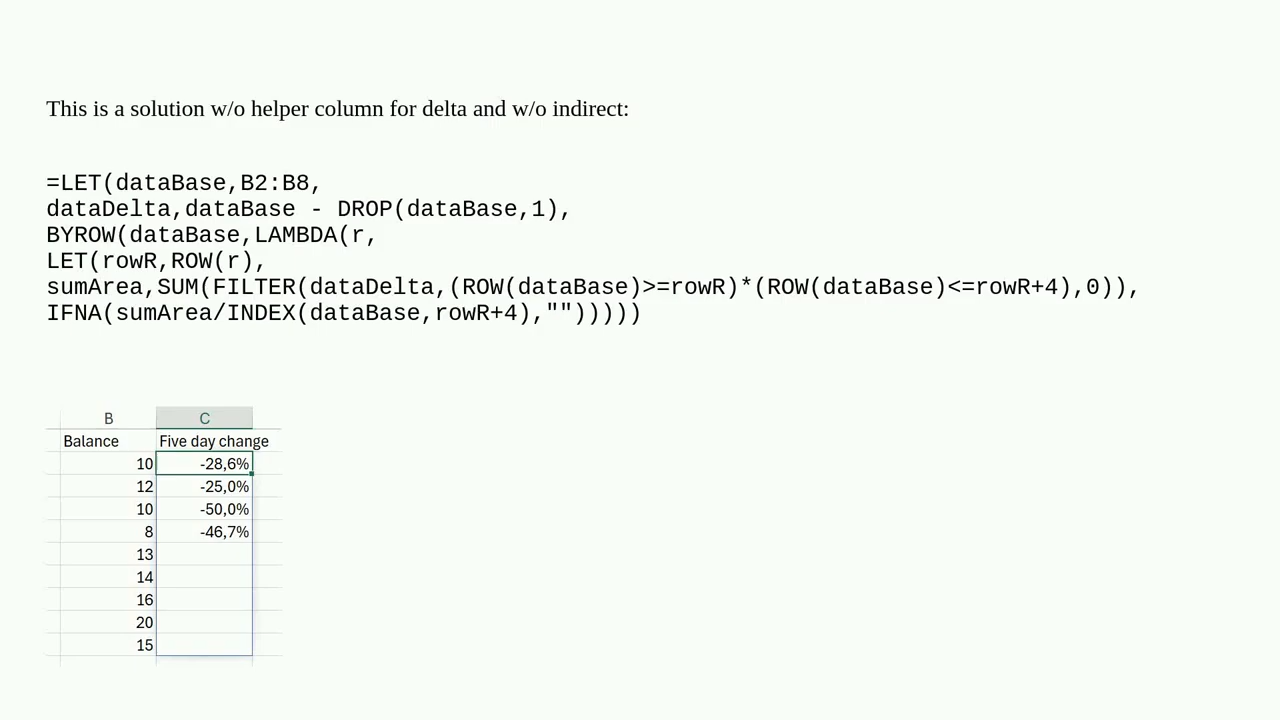 This is a solution w/o helper column for delta and w/o indirect:
=LET(dataBase,B2:B8,
dataDelta,dataBase - DROP(dataBase,1),
BYROW(dataBase,LAMBDA(r,
LET(rowR,ROW(r),
sumArea,SUM(FILTER(dataDelta,(ROW(dataBase)>=rowR)*(ROW(dataBase)<=rowR+4),0)),
IFNA(sumArea/INDEX(dataBase,rowR+4),"")))))
B C
Balance Five day change
10 -28,6%
12 -25,0%
10 -50,0%
8 -46,7%
13
14
16
20
15